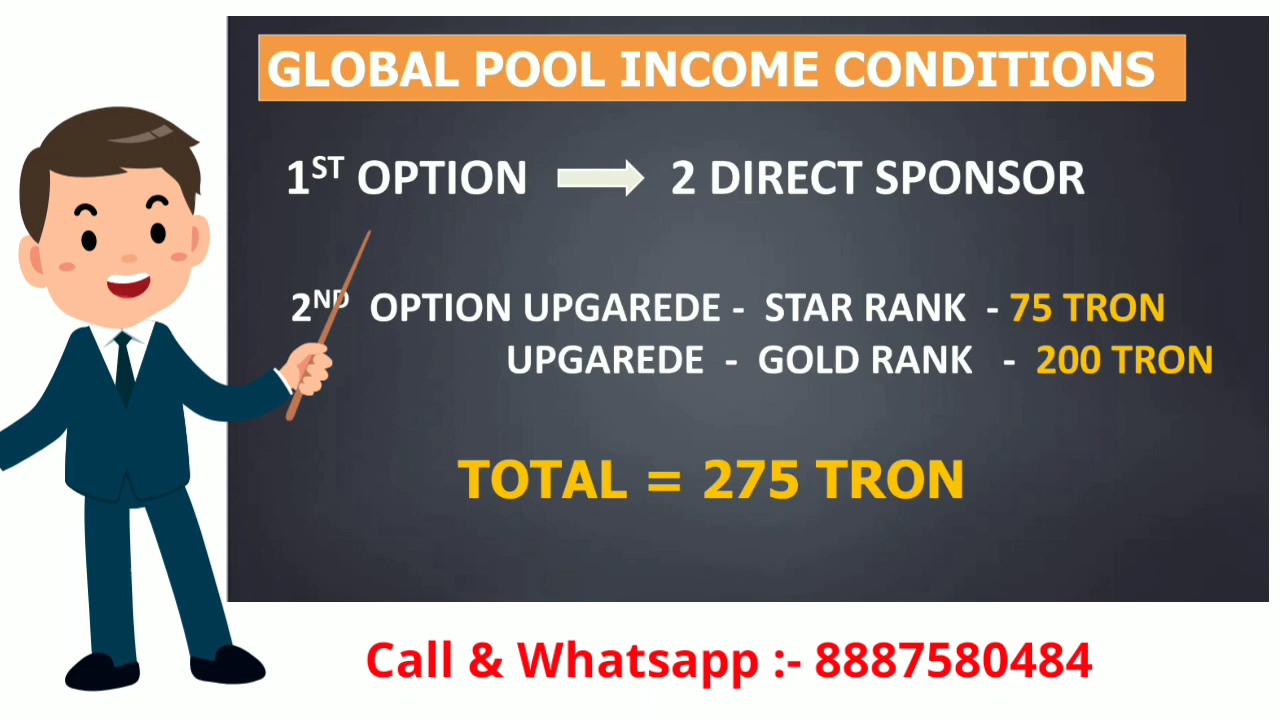 GLOBAL POOL INCOME CONDITIONS
1ST OPTION 2 DIRECT SPONSOR
2ND OPTION UPGAREDE - STAR RANK - 75 TRON
UPGAREDE - GOLD RANK - 200 TRON
TOTAL = 275 TRON
Call & Whatsapp :- 8887580484